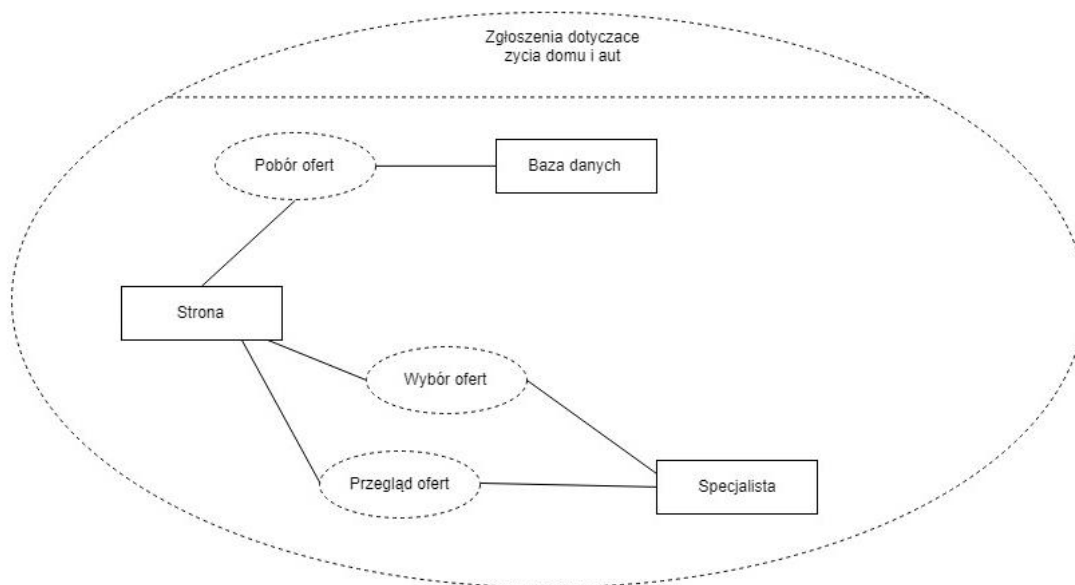 Zgłoszenia dotyczace
zycia domu i aut
Pobór ofert
Baza danych
Strona
Wybór ofert
Przegląd ofert
Specjalista